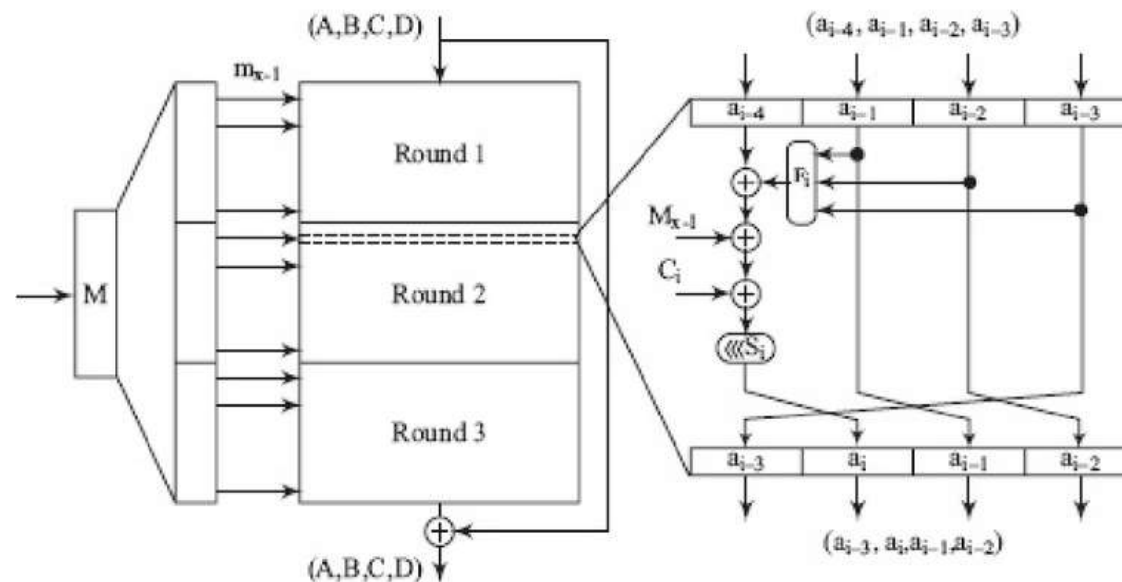 (A,B,C,D)
m_{x-1}
M
Round 1
Round 2
Round 3
(A,B,C,D)
(a_{i-4}, a_{i-1}, a_{i-2}, a_{i-3})
a_{i-4} a_{i-1} a_{i-2} a_{i-3}
F_i
M_{x-1}
C_i
<<<S_i
a_{i-3} a_i a_{i-1} a_{i-2}
(a_{i-3}, a_i,a_{i-1},a_{i-2})